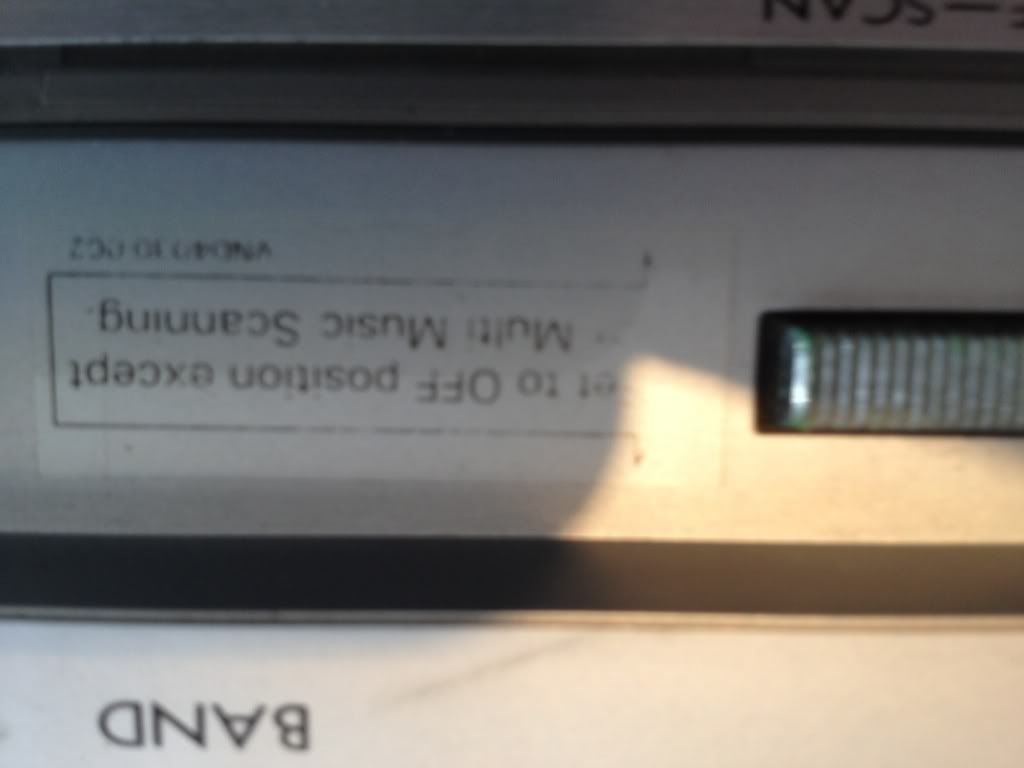 BAND
et to OFF position except
Multi Music Scanning.
SCAN